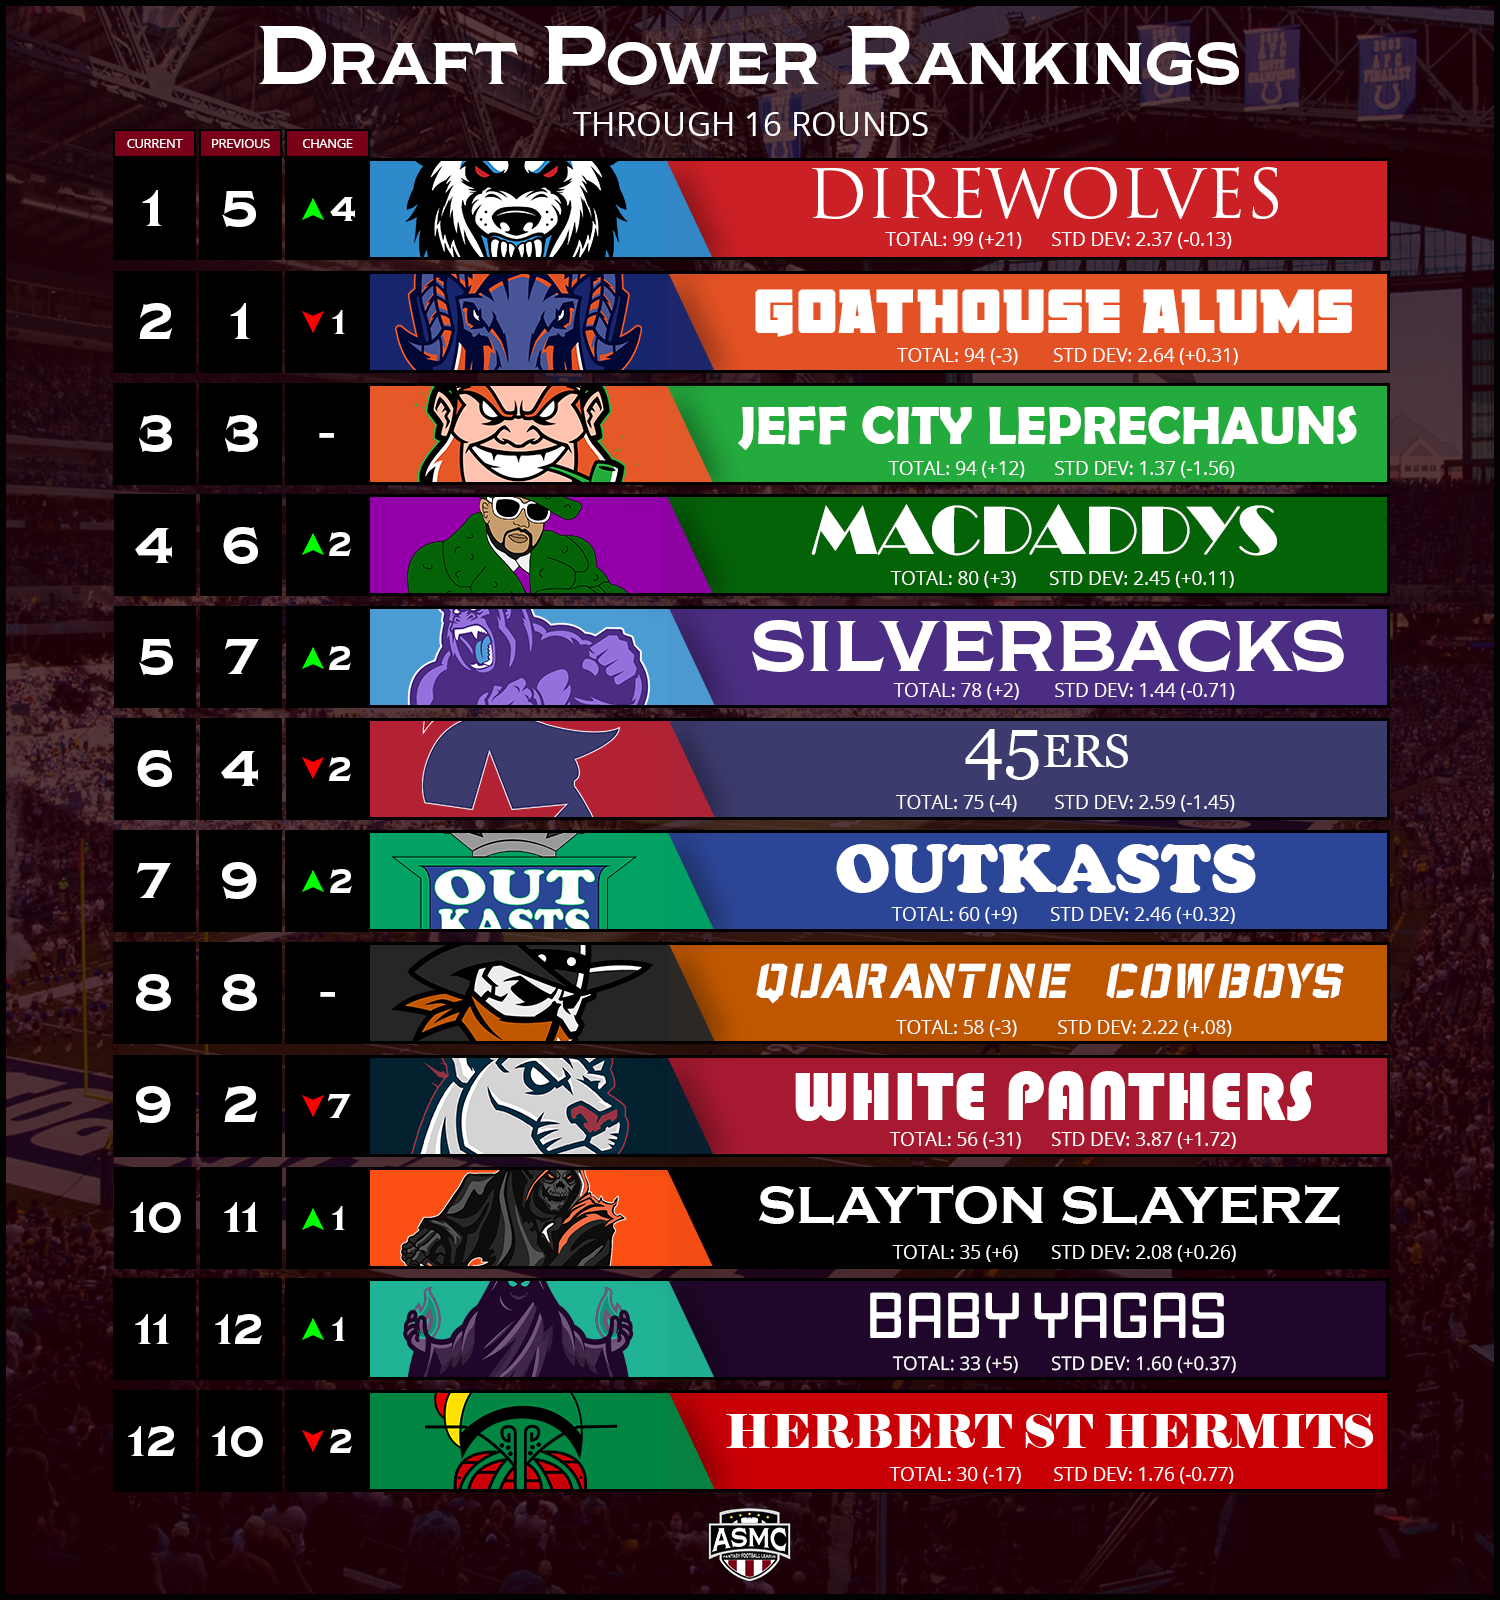 DRAFT POWER RANKINGS
THROUGH 16 ROUNDS
CURRENT PREVIOUS CHANGE
1 5 4 DIREWOLVES
TOTAL: 99 (+21) STD DEV: 2.37 (-0.13)
2 1 1 GOATHOUSE ALUMS
TOTAL: 94 (-3) STD DEV: 2.64 (+0.31)
3 3 - JEFF CITY LEPRECHAUNS
TOTAL: 94 (+12) STD DEV: 1.37 (-1.56)
4 6 2 MACDADDYS
TOTAL: 80 (+3) STD DEV: 2.45 (+0.11)
5 7 2 SILVERBACKS
TOTAL: 78 (+2) STD DEV: 1.44 (-0.71)
6 4 2 45ERS
TOTAL: 75 (-4) STD DEV: 2.59 (-1.45)
7 9 2 OUT KASTS OUTKASTS
TOTAL: 60 (+9) STD DEV: 2.46 (+0.32)
8 8 - QUARANTINE COWBOYS
TOTAL: 58 (-3) STD DEV: 2.22 (+.08)
9 2 7 WHITE PANTHERS
TOTAL: 56 (-31) STD DEV: 3.87 (+1.72)
10 11 1 SLAYTON SLAYERZ
TOTAL: 35 (+6) STD DEV: 2.08 (+0.26)
11 12 1 BABY YAGAS
TOTAL: 33 (+5) STD DEV: 1.60 (+0.37)
12 10 2 HERBERT ST HERMITS
TOTAL: 30 (-17) STD DEV: 1.76 (-0.77)
ASMC
FANTASY FOOTBALL LEAGUE